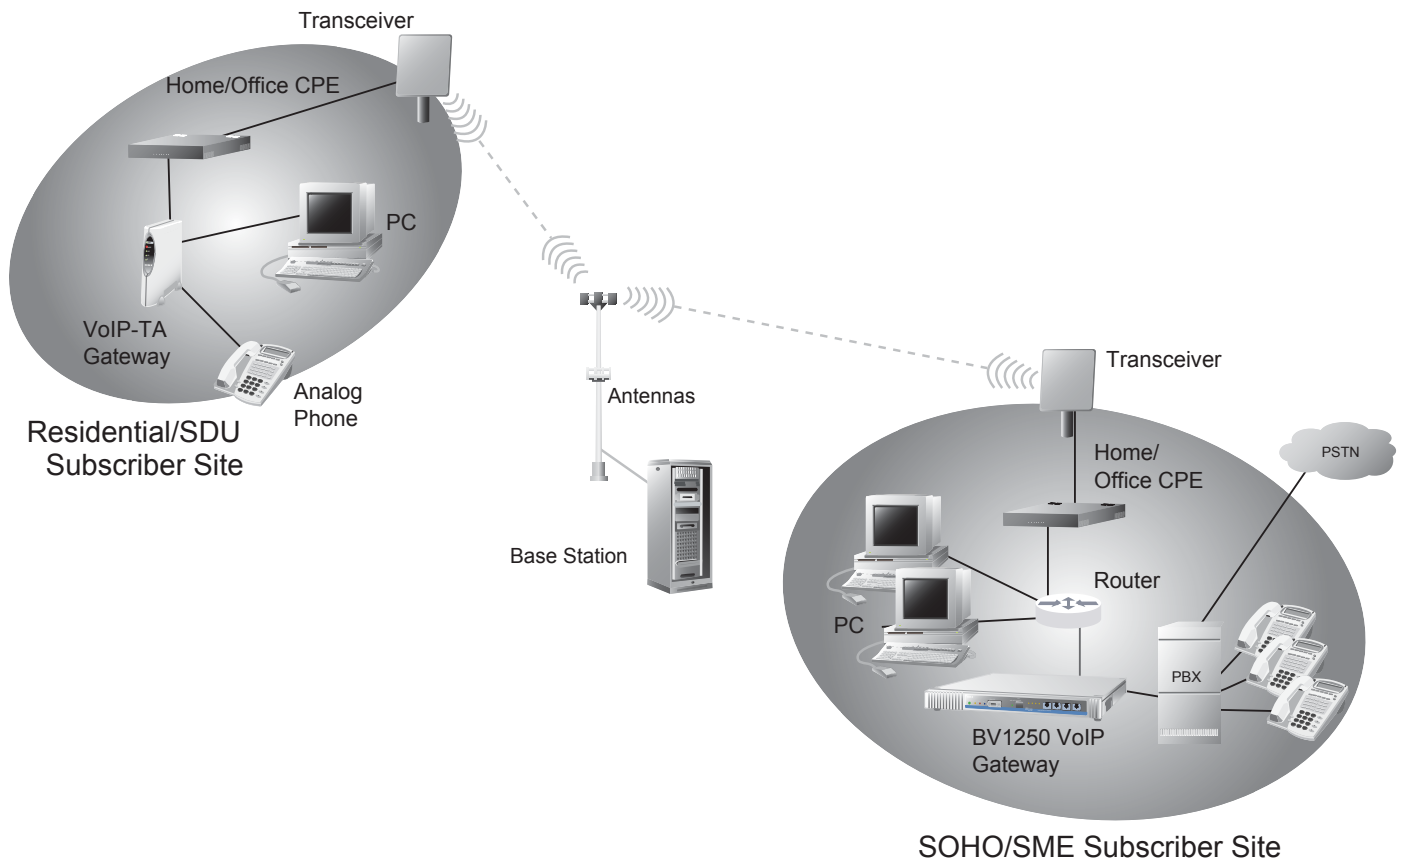 Transceiver
Home/Office CPE
PC
VoIP-TA
Gateway
Analog
Phone
Residential/SDU
Subscriber Site
Antennas
Base Station
Transceiver
Home/
Office CPE
PSTN
Router
PC
PBX
BV1250 VoIP
Gateway
SOHO/SME Subscriber Site